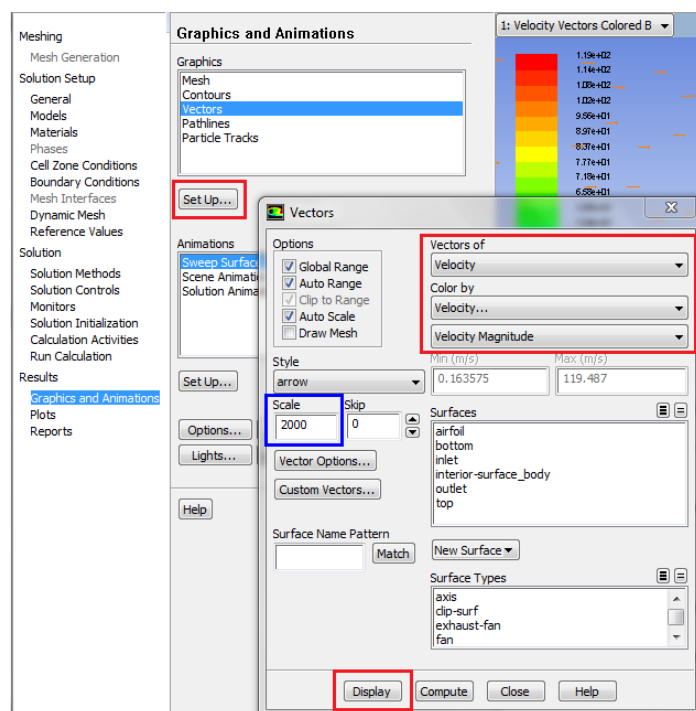 Meshing
Mesh Generation
Solution Setup
General
Models
Materials
Phases
Cell Zone Conditions
Boundary Conditions
Mesh Interfaces
Dynamic Mesh
Reference Values
Solution
Solution Methods
Solution Controls
Monitors
Solution Initialization
Calculation Activities
Run Calculation
Results
Graphics and Animations
Plots
Reports
Graphics and Animations
Graphics
Mesh
Contours
Vectors
Pathlines
Particle Tracks
Set Up...
Animations
Sweep Surfac
Scene Animati
Solution Anima
Set Up...
Options...
Lights...
Help
1: Velocity Vectors Colored B
1.19e+02
1.14e+02
1.08e+02
1.02e+02
9.56e+01
8.97e+01
8.37e+01
7.77e+01
7.18e+01
6.58e+01
Vectors
Options
Global Range
Auto Range
Clip to Range
Auto Scale
Draw Mesh
Style
arrow
Scale
Skip
2000
0
Vector Options...
Custom Vectors...
Surface Name Pattern
Match
Vectors of
Velocity
Color by
Velocity...
Velocity Magnitude
Min (m/s)
Max (m/s)
0.163575
119.487
Surfaces
airfoil
bottom
inlet
interior-surface_body
outlet
top
New Surface
Surface Types
axis
clip-surf
exhaust-fan
fan
Display
Compute
Close
Help